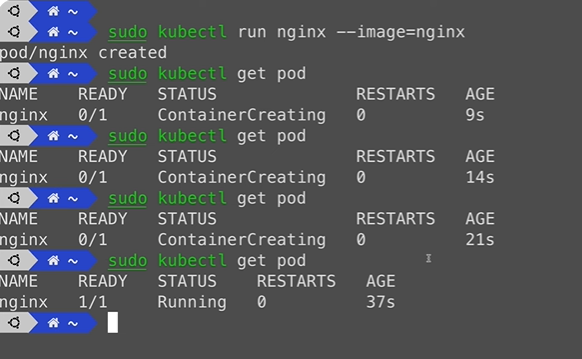 ~ sudo kubectl run nginx --image=nginx
pod/nginx created
~ sudo kubectl get pod
NAME READY STATUS RESTARTS AGE
nginx 0/1 ContainerCreating 0 9s
~ sudo kubectl get pod
NAME READY STATUS RESTARTS AGE
nginx 0/1 ContainerCreating 0 14s
~ sudo kubectl get pod
NAME READY STATUS RESTARTS AGE
nginx 0/1 ContainerCreating 0 21s
~ sudo kubectl get pod
NAME READY STATUS RESTARTS AGE
nginx 1/1 Running 0 37s
~